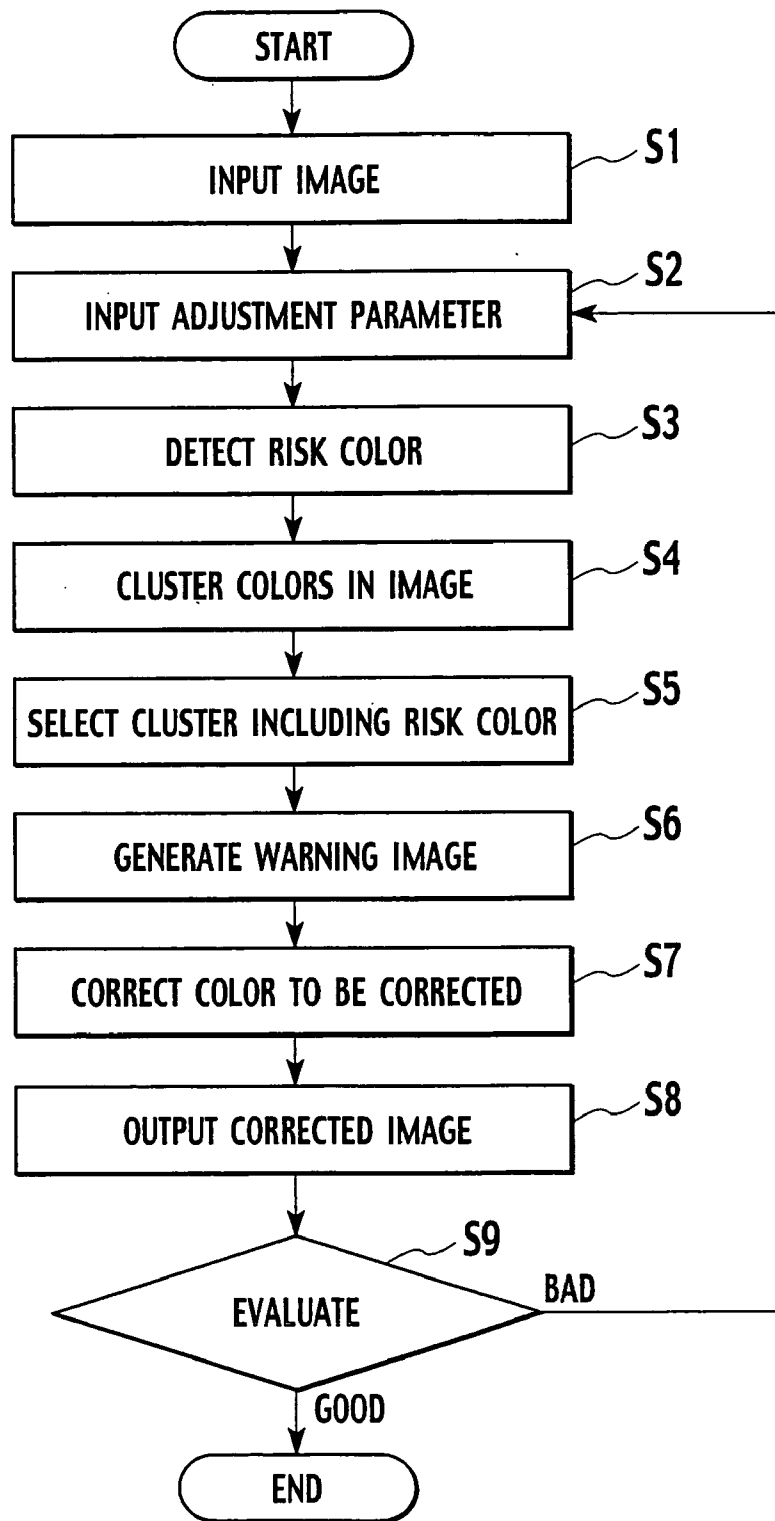 START
INPUT IMAGE
S1
INPUT ADJUSTMENT PARAMETER
S2
DETECT RISK COLOR
S3
CLUSTER COLORS IN IMAGE
S4
SELECT CLUSTER INCLUDING RISK COLOR
S5
GENERATE WARNING IMAGE
S6
CORRECT COLOR TO BE CORRECTED
S7
OUTPUT CORRECTED IMAGE
S8
EVALUATE
S9
BAD
GOOD
END